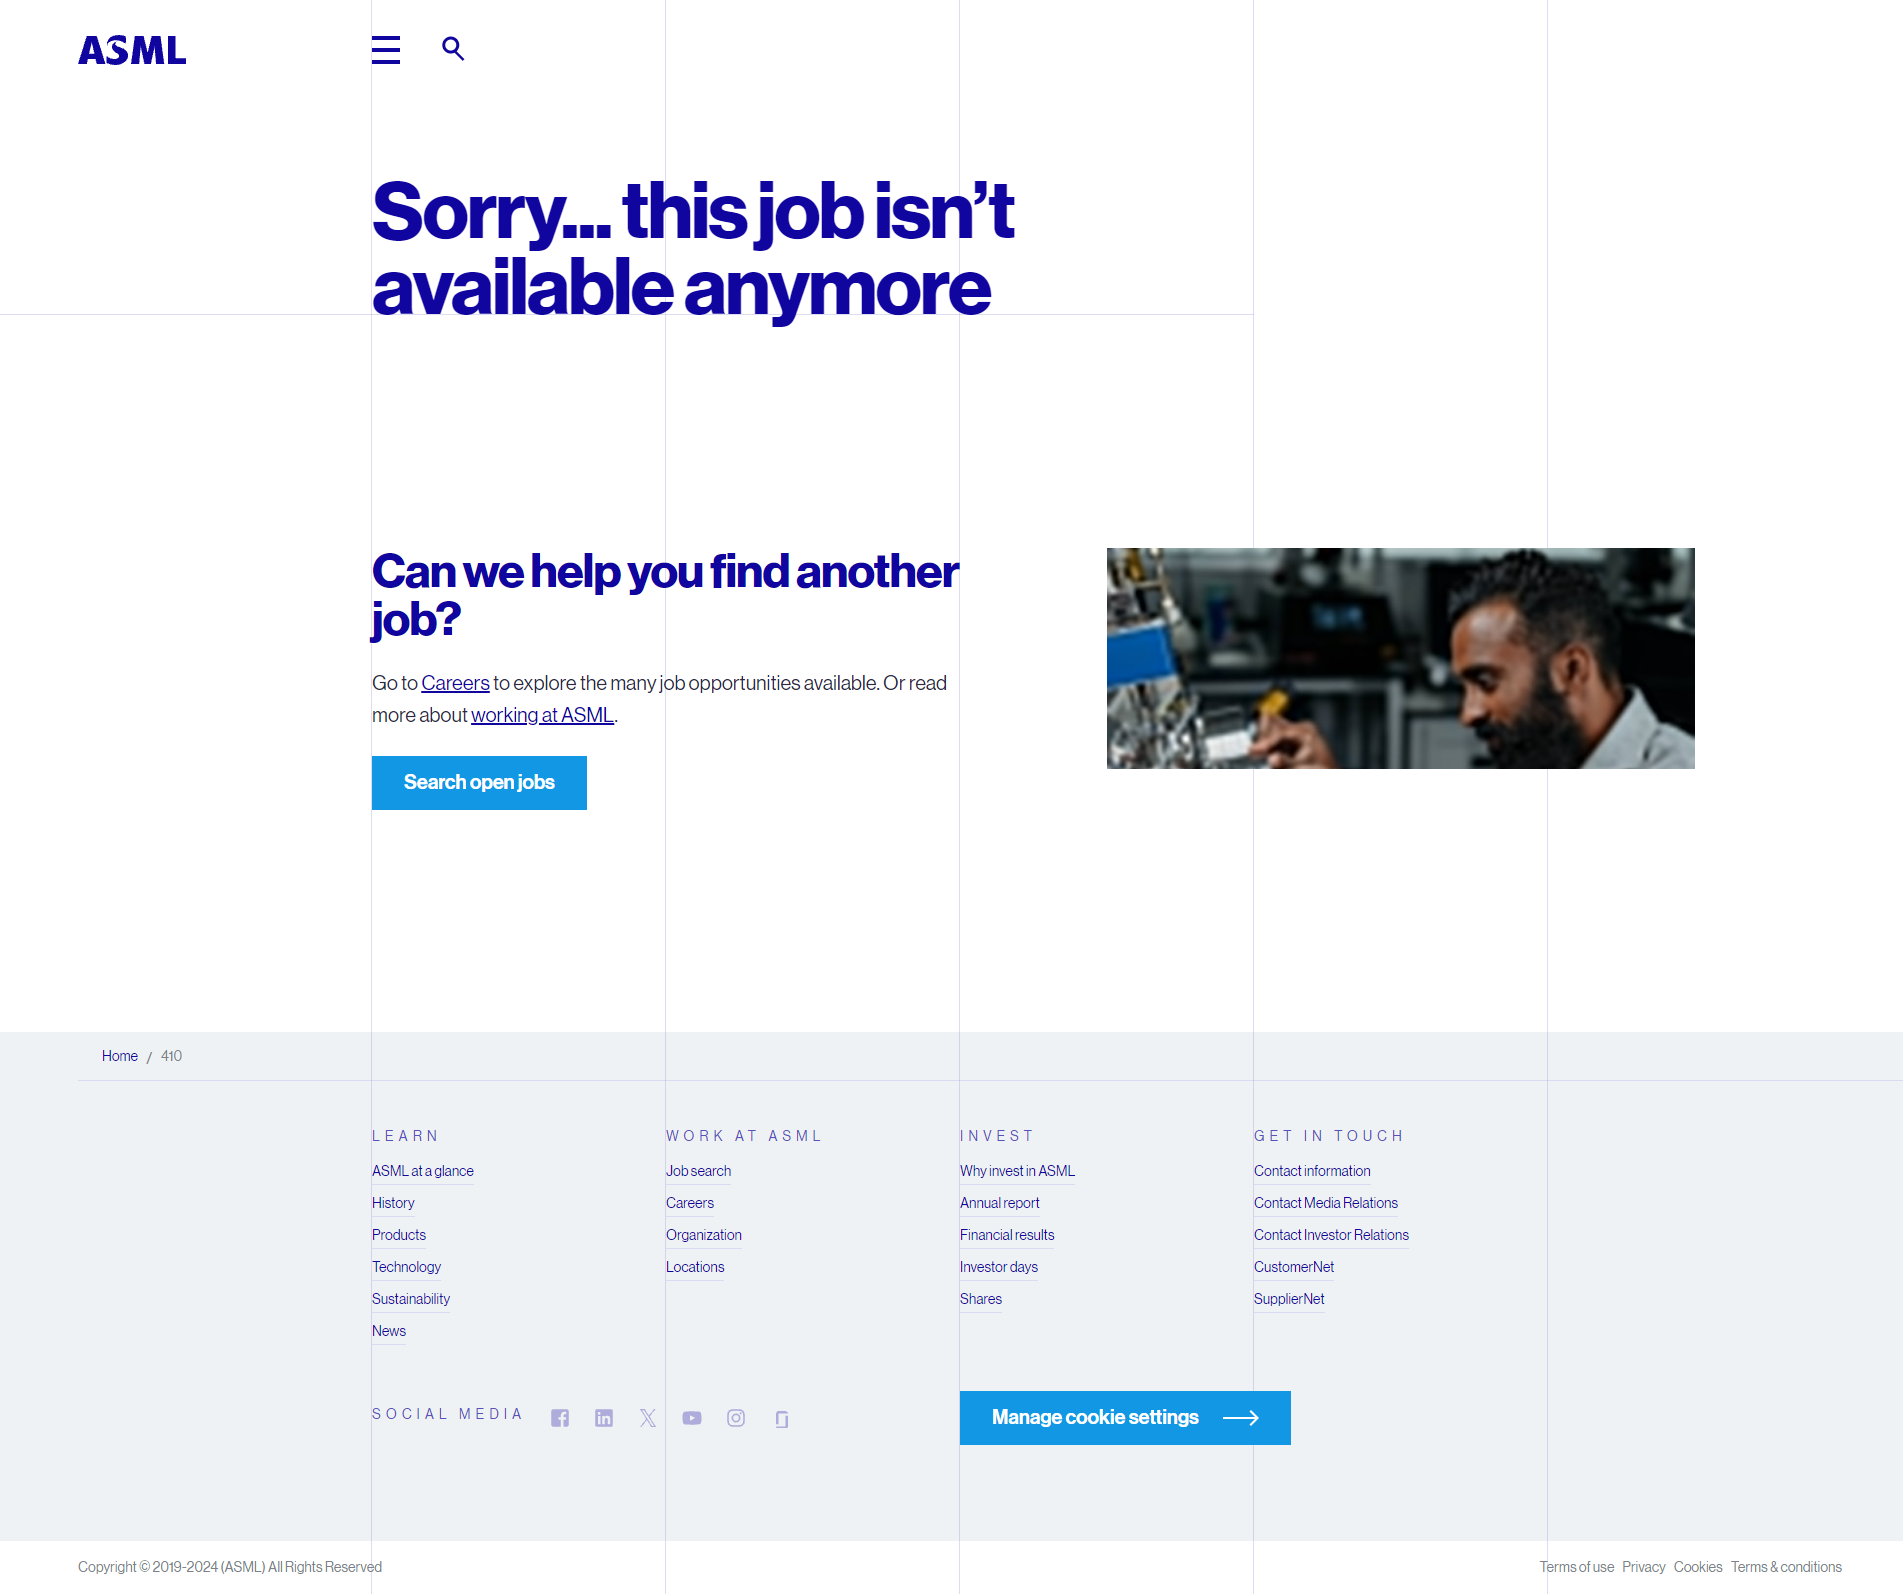 ASML
Sorry... this job isn’t
available anymore
Can we help you find another
job?
Go to Careers to explore the many job opportunities available. Or read
more about working at ASML.
Search open jobs
Home / 410
LEARN
ASML at a glance
History
Products
Technology
Sustainability
News
WORK AT ASML
Job search
Careers
Organization
Locations
INVEST
Why invest in ASML
Annual report
Financial results
Investor days
Shares
GET IN TOUCH
Contact information
Contact Media Relations
Contact Investor Relations
CustomerNet
SupplierNet
SOCIAL MEDIA
Manage cookie settings
Copyright © 2019-2024 (ASML) All Rights Reserved
Terms of use Privacy Cookies Terms & conditions